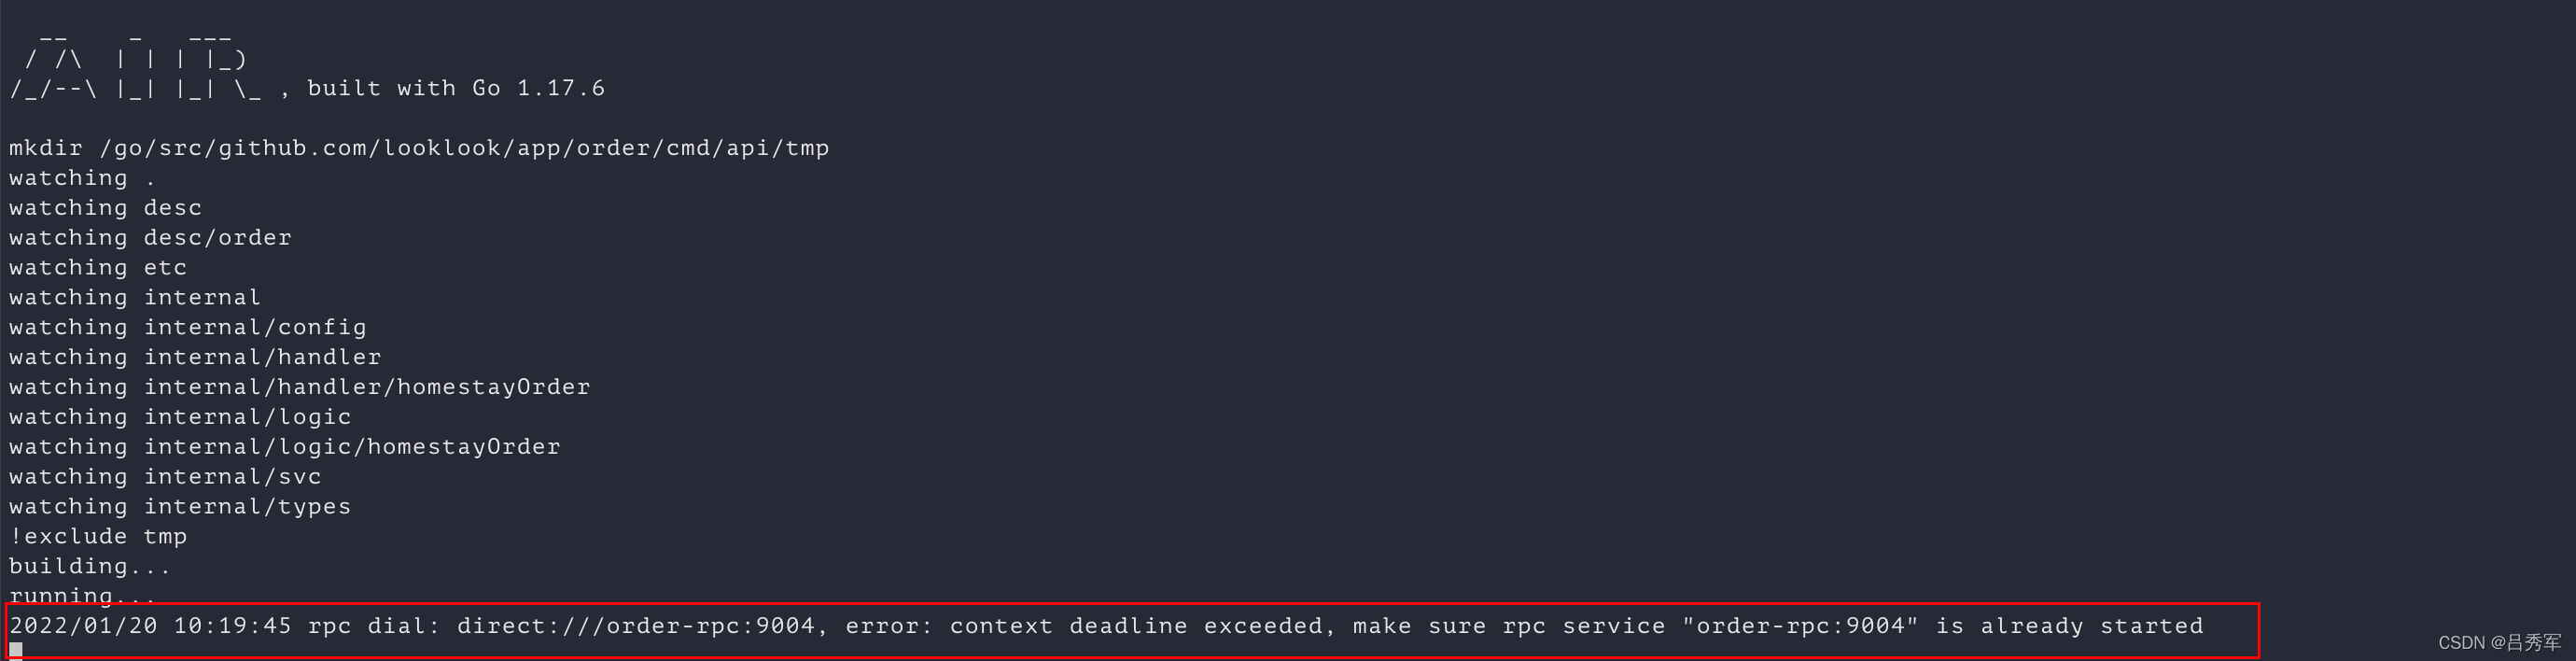 __    _   ___
 / /\  | | | |_)
/_/--\ |_| |_| \_ , built with Go 1.17.6
mkdir /go/src/github.com/looklook/app/order/cmd/api/tmp
watching .
watching desc
watching desc/order
watching etc
watching internal
watching internal/config
watching internal/handler
watching internal/handler/homestayOrder
watching internal/logic
watching internal/logic/homestayOrder
watching internal/svc
watching internal/types
!exclude tmp
building...
running...
2022/01/20 10:19:45 rpc dial: direct:///order-rpc:9004, error: context deadline exceeded, make sure rpc service "order-rpc:9004" is already started
CSDN @吕秀军